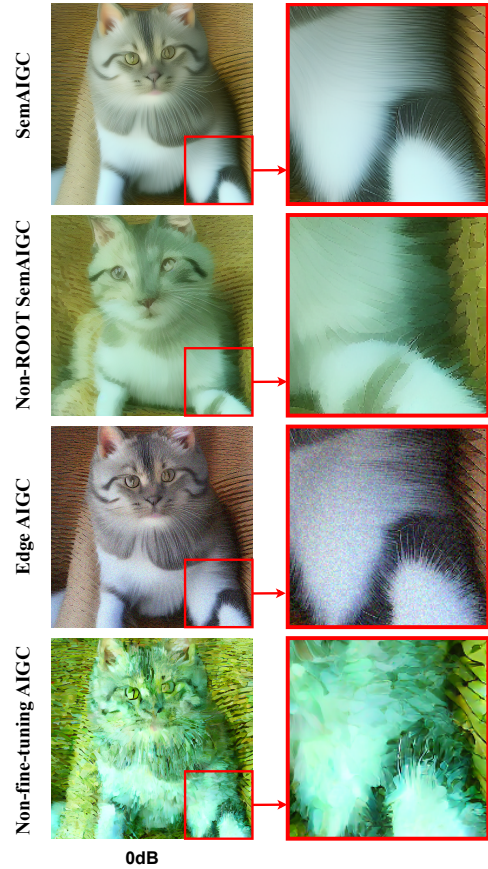 SemAIGC
Non-ROOT SemAIGC
Edge AIGC
Non-fine-tuning AIGC
0dB